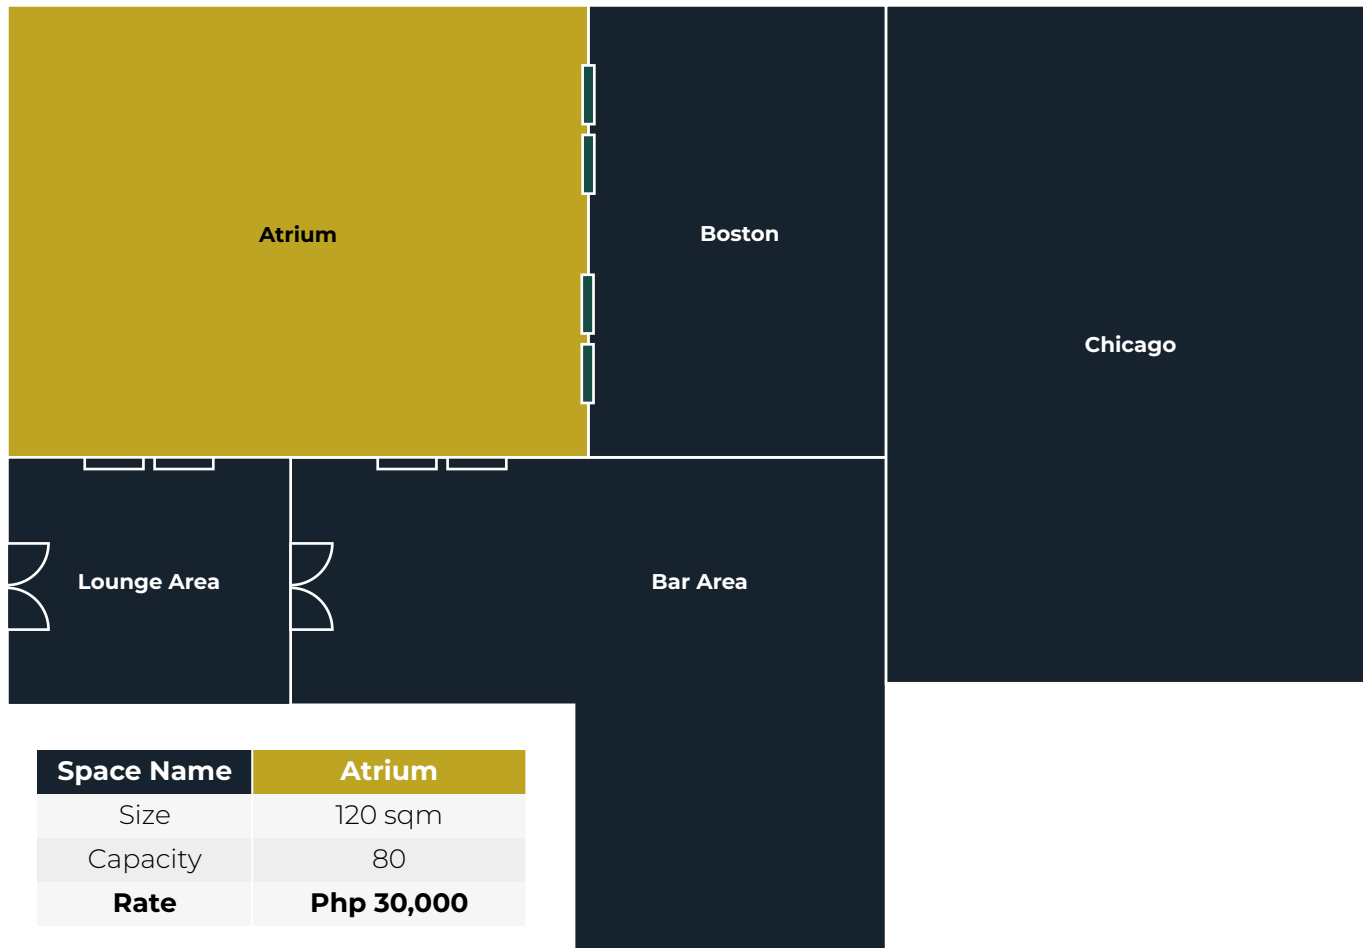 Atrium
Boston
Chicago
Lounge Area
Bar Area
Space Name Atrium
Size 120 sqm
Capacity 80
Rate Php 30,000